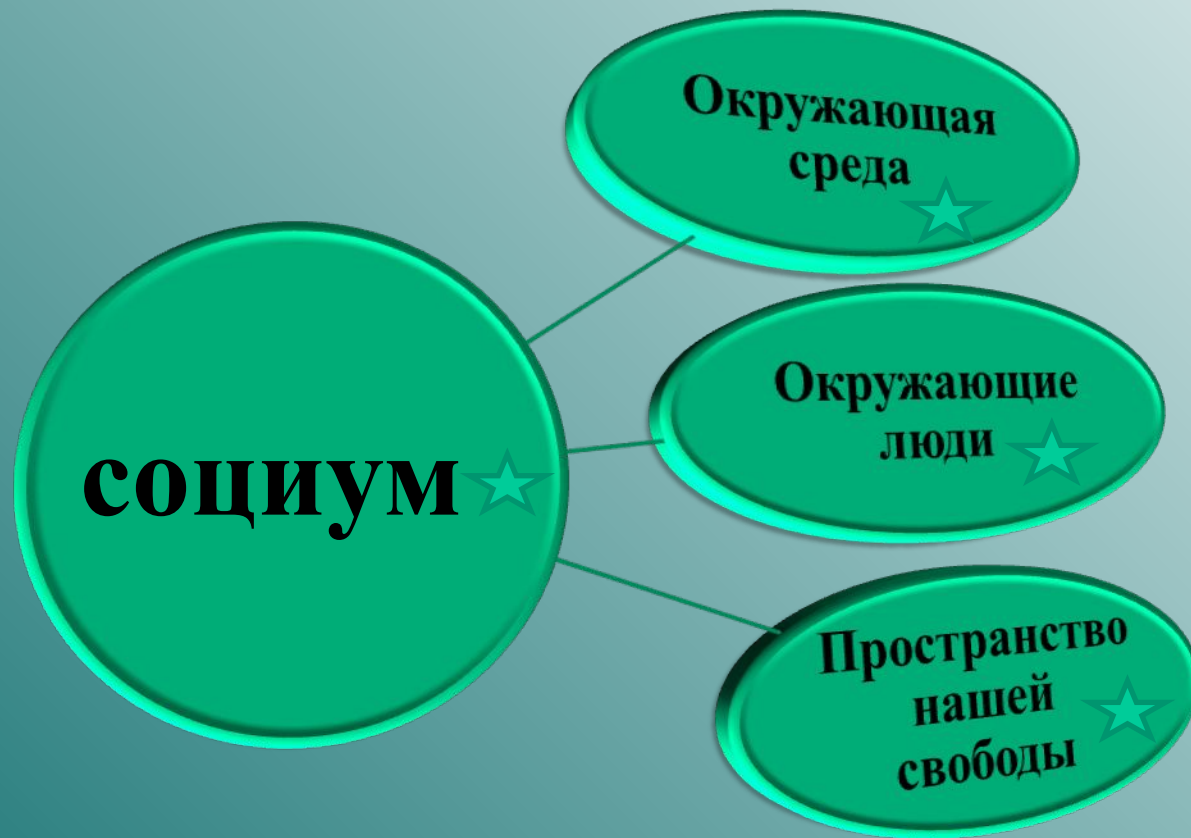 Окружающая
среда
социум
Окружающие
люди
Пространство
нашей
свободы